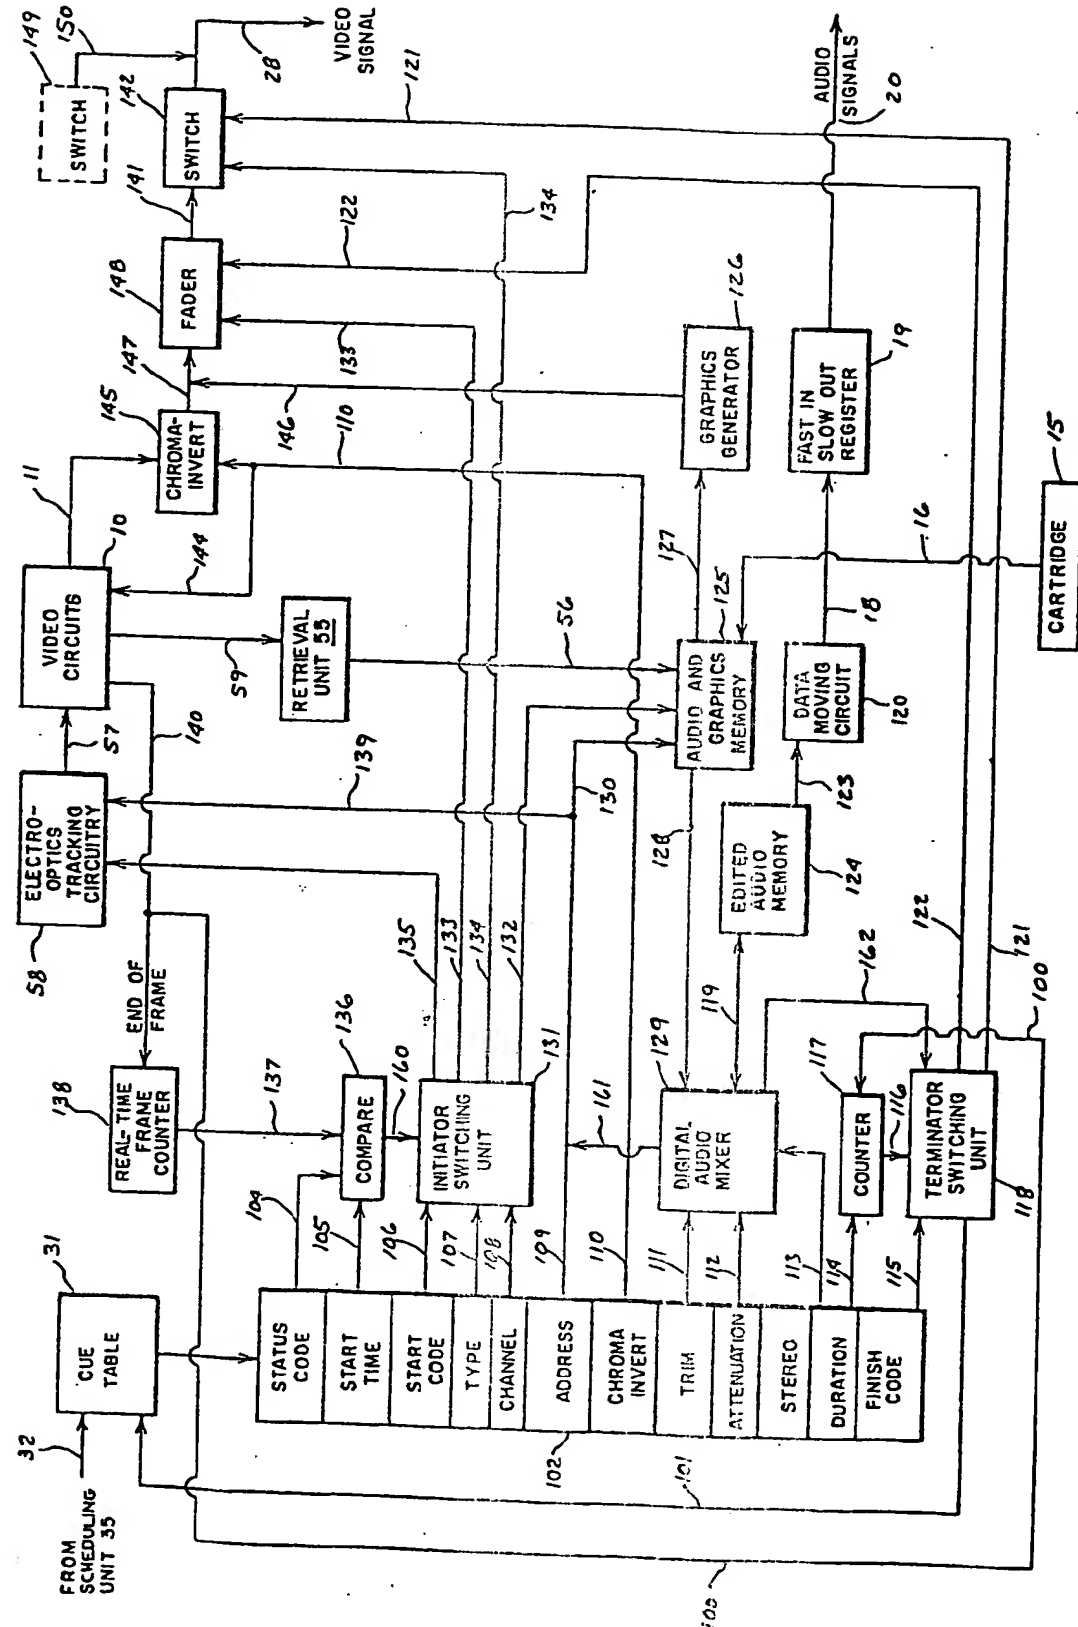 FROM
SCHEDULING
UNIT 35
32
CUE
TABLE
31
101
100
102
STATUS
CODE
START
TIME
START
CODE
TYPE
CHANNEL
ADDRESS
CHROMA
INVERT
TRIM
ATTENUATION
STEREO
DURATION
FINISH
CODE
104
105
106
107
108
109
110
111
112
113
114
115
REAL-TIME
FRAME
COUNTER
138
END OF
FRAME
137
COMPARE
136
160
INITIATOR
SWITCHING
UNIT
131
135
133
134
132
161
DIGITAL
AUDIO
MIXER
129
COUNTER
117
116
TERMINATOR
SWITCHING
UNIT
118
162
100
122
121
119
128
EDITED
AUDIO
MEMORY
124
123
DATA
MOVING
CIRCUIT
120
18
ELECTRO-
OPTICS
TRACKING
CIRCUITRY
58
57
140
139
130
VIDEO
CIRCUITS
10
11
144
59
RETRIEVAL
UNIT 55
56
AUDIO AND
GRAPHICS
MEMORY
125
127
GRAPHICS
GENERATOR
126
16
CARTRIDGE
15
FAST IN
SLOW OUT
REGISTER
19
CHROMA-
INVERT
145
147
146
110
FADER
148
133
122
141
SWITCH
142
134
121
SWITCH
149
150
28
VIDEO
SIGNAL
AUDIO
SIGNALS
20